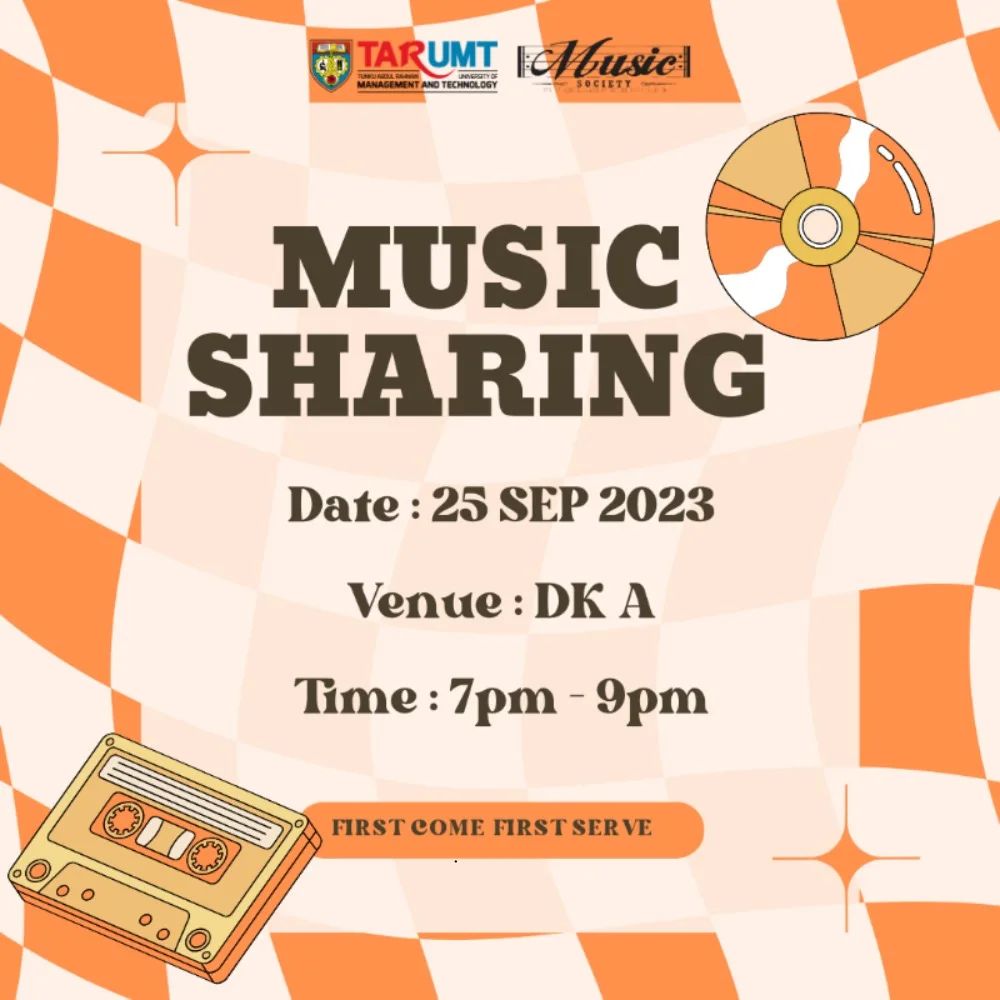 TARUMT
TUNKU ABDUL RAHMAN UNIVERSITY OF
MANAGEMENT AND TECHNOLOGY
Music
SOCIETY
MUSIC
SHARING
Date : 25 SEP 2023
Venue : DK A
Time : 7pm - 9pm
FIRST COME FIRST SERVE